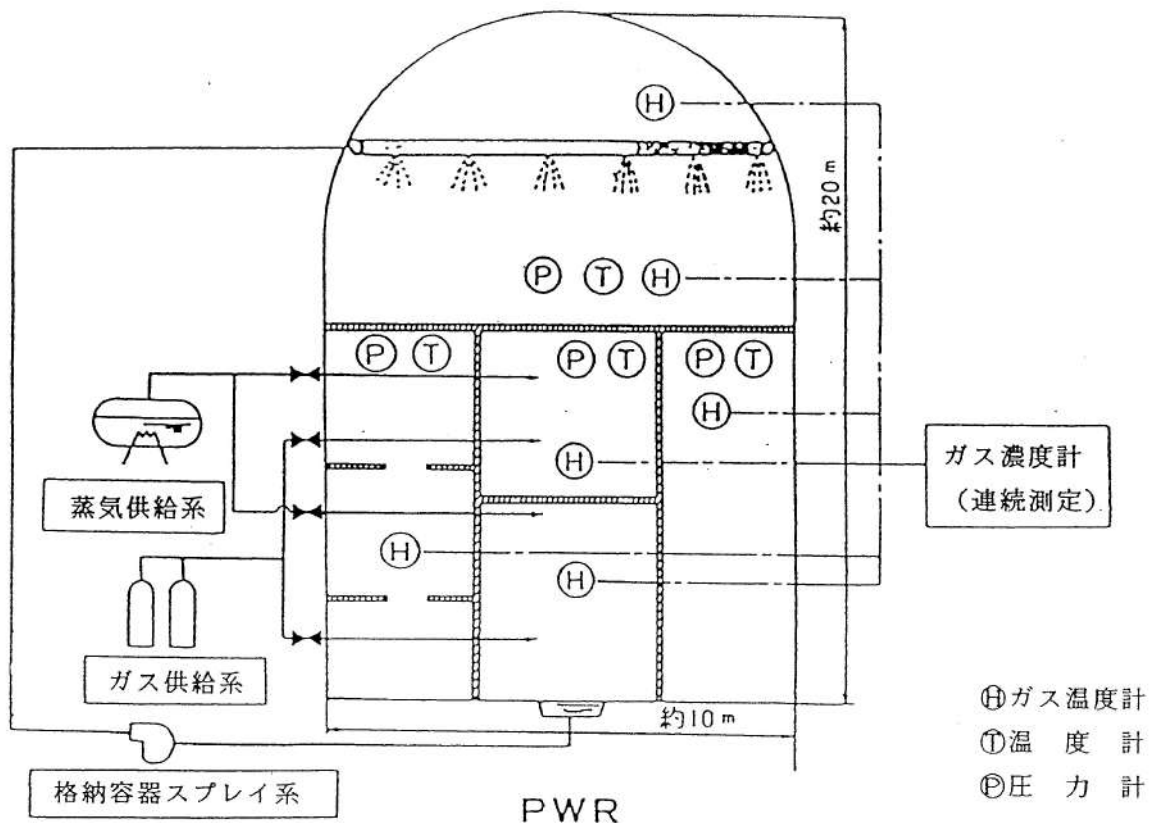 H
約20m
P T H
P T
P T
P T
H
H
ガス濃度計
(連続測定)
蒸気供給系
H
H
ガス供給系
約10m
格納容器スプレイ系
PWR
Hガス温度計
T温度計
P圧力計